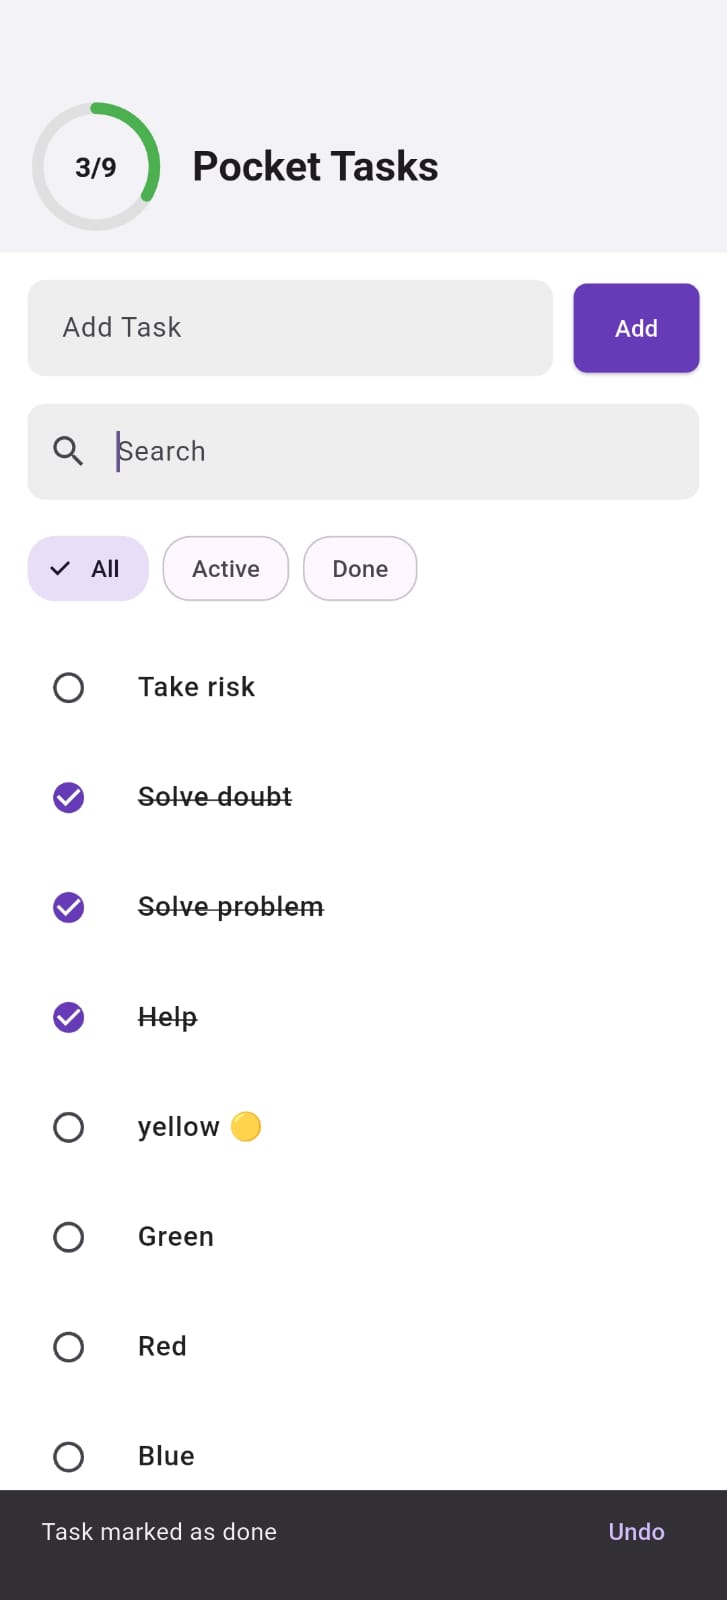 3/9
Pocket Tasks
Add Task
Add
Search
All
Active
Done
Take risk
Solve doubt
Solve problem
Help
yellow 🟡
Green
Red
Blue
Task marked as done
Undo